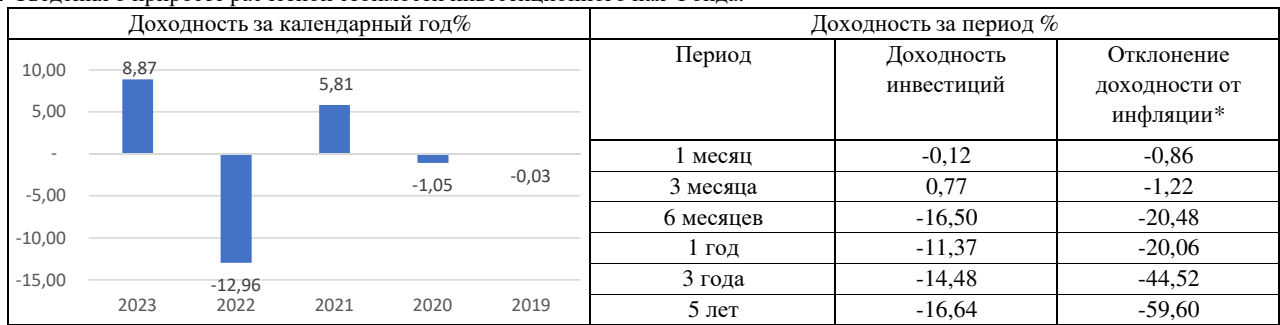 Доходность за календарный год%
10,00
5,00
-
-5,00
-10,00
-15,00
8,87
-12,96
5,81
-1,05
-0,03
2023 2022 2021 2020 2019
Доходность за период %
Период Доходность инвестиций Отклонение доходности от инфляции*
1 месяц -0,12 -0,86
3 месяца 0,77 -1,22
6 месяцев -16,50 -20,48
1 год -11,37 -20,06
3 года -14,48 -44,52
5 лет -16,64 -59,60